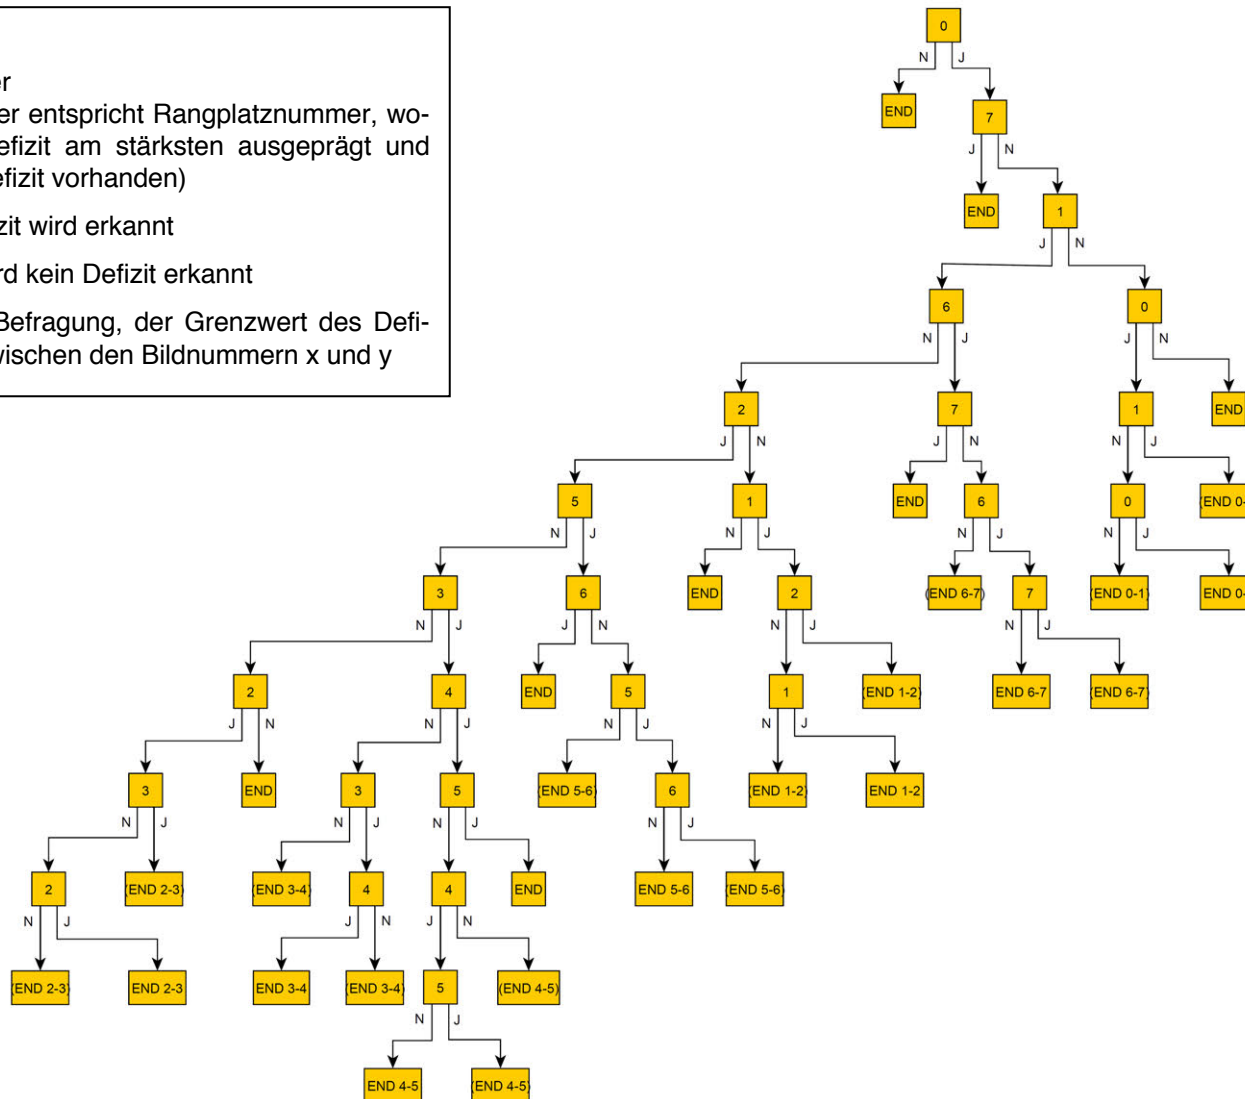 er
er entspricht Rangplatznummer, wo-
efizit am stärksten ausgeprägt und
efizit vorhanden)
zit wird erkannt
rd kein Defizit erkannt
Befragung, der Grenzwert des Defi-
wischen den Bildnummern x und y
0
N J
END 7
J N
END 1
J N
6 0
N J J N
2 7 1 END
J N J N N J
5 1 END 6 0 (END 0-
N J N J N J N J
3 6 END 2 (END 6-7) 7 (END 0-1) END 0-
N J J N N J N J
2 4 END 5 1 (END 1-2) END 6-7 (END 6-7)
J N N J N J N J
3 END 3 5 (END 5-6) 6 (END 1-2) END 1-2
N J N J N J N J
2 (END 2-3) (END 3-4) 4 4 END END 5-6 (END 5-6)
N J J N J N
(END 2-3) END 2-3 END 3-4 (END 3-4) 5 (END 4-5)
N J
END 4-5 (END 4-5)